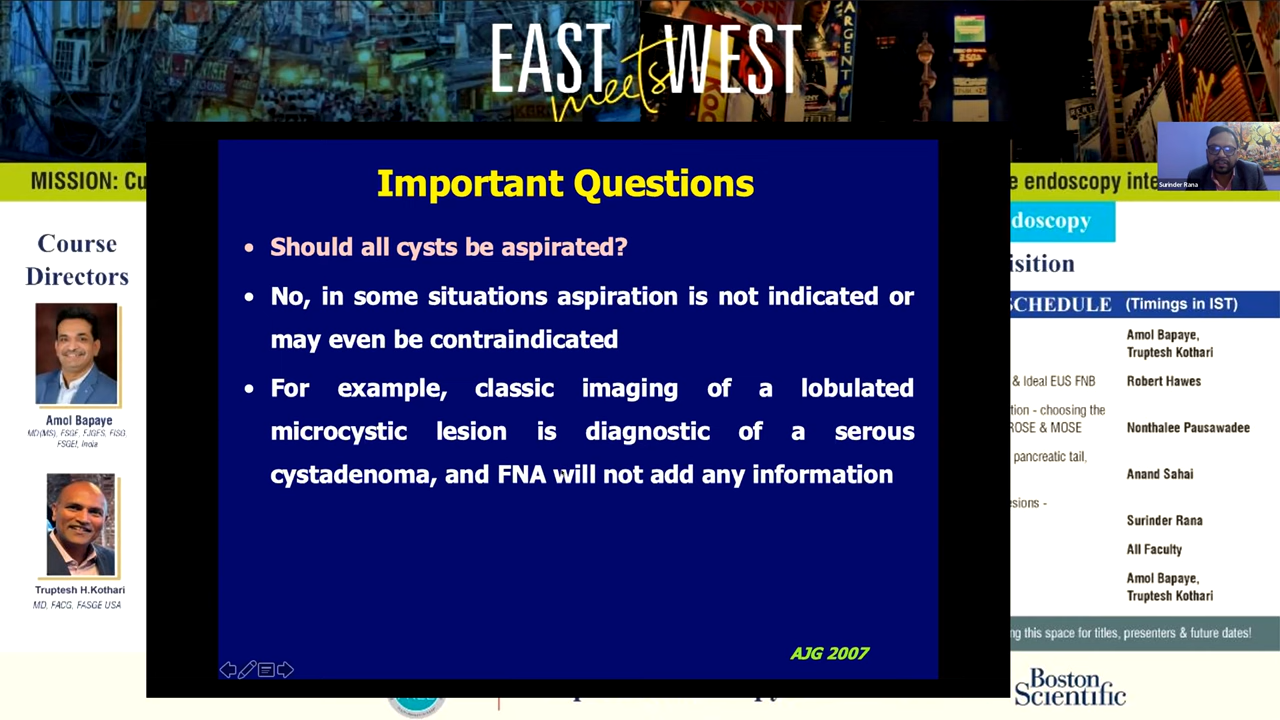 EAST meets WEST
MISSION: Cu
e endoscopy inte
Surinder Rana
doscopy
isition
Course
Directors
Amol Bapaye
MD(MS), FSGE, FJGES, FISG,
FSGEI, India
Truptesh H.Kothari
MD, FACG, FASGE USA
Important Questions
• Should all cysts be aspirated?
• No, in some situations aspiration is not indicated or
may even be contraindicated
• For example, classic imaging of a lobulated
microcystic lesion is diagnostic of a serous
cystadenoma, and FNA will not add any information
AJG 2007
SCHEDULE (Timings in IST)
Amol Bapaye,
Truptesh Kothari
& Ideal EUS FNB Robert Hawes
tion - choosing the
ROSE & MOSE Nonthalee Pausawadee
pancreatic tail,
Anand Sahai
esions -
Surinder Rana
All Faculty
Amol Bapaye,
Truptesh Kothari
ng this space for titles, presenters & future dates!
Boston
Scientific